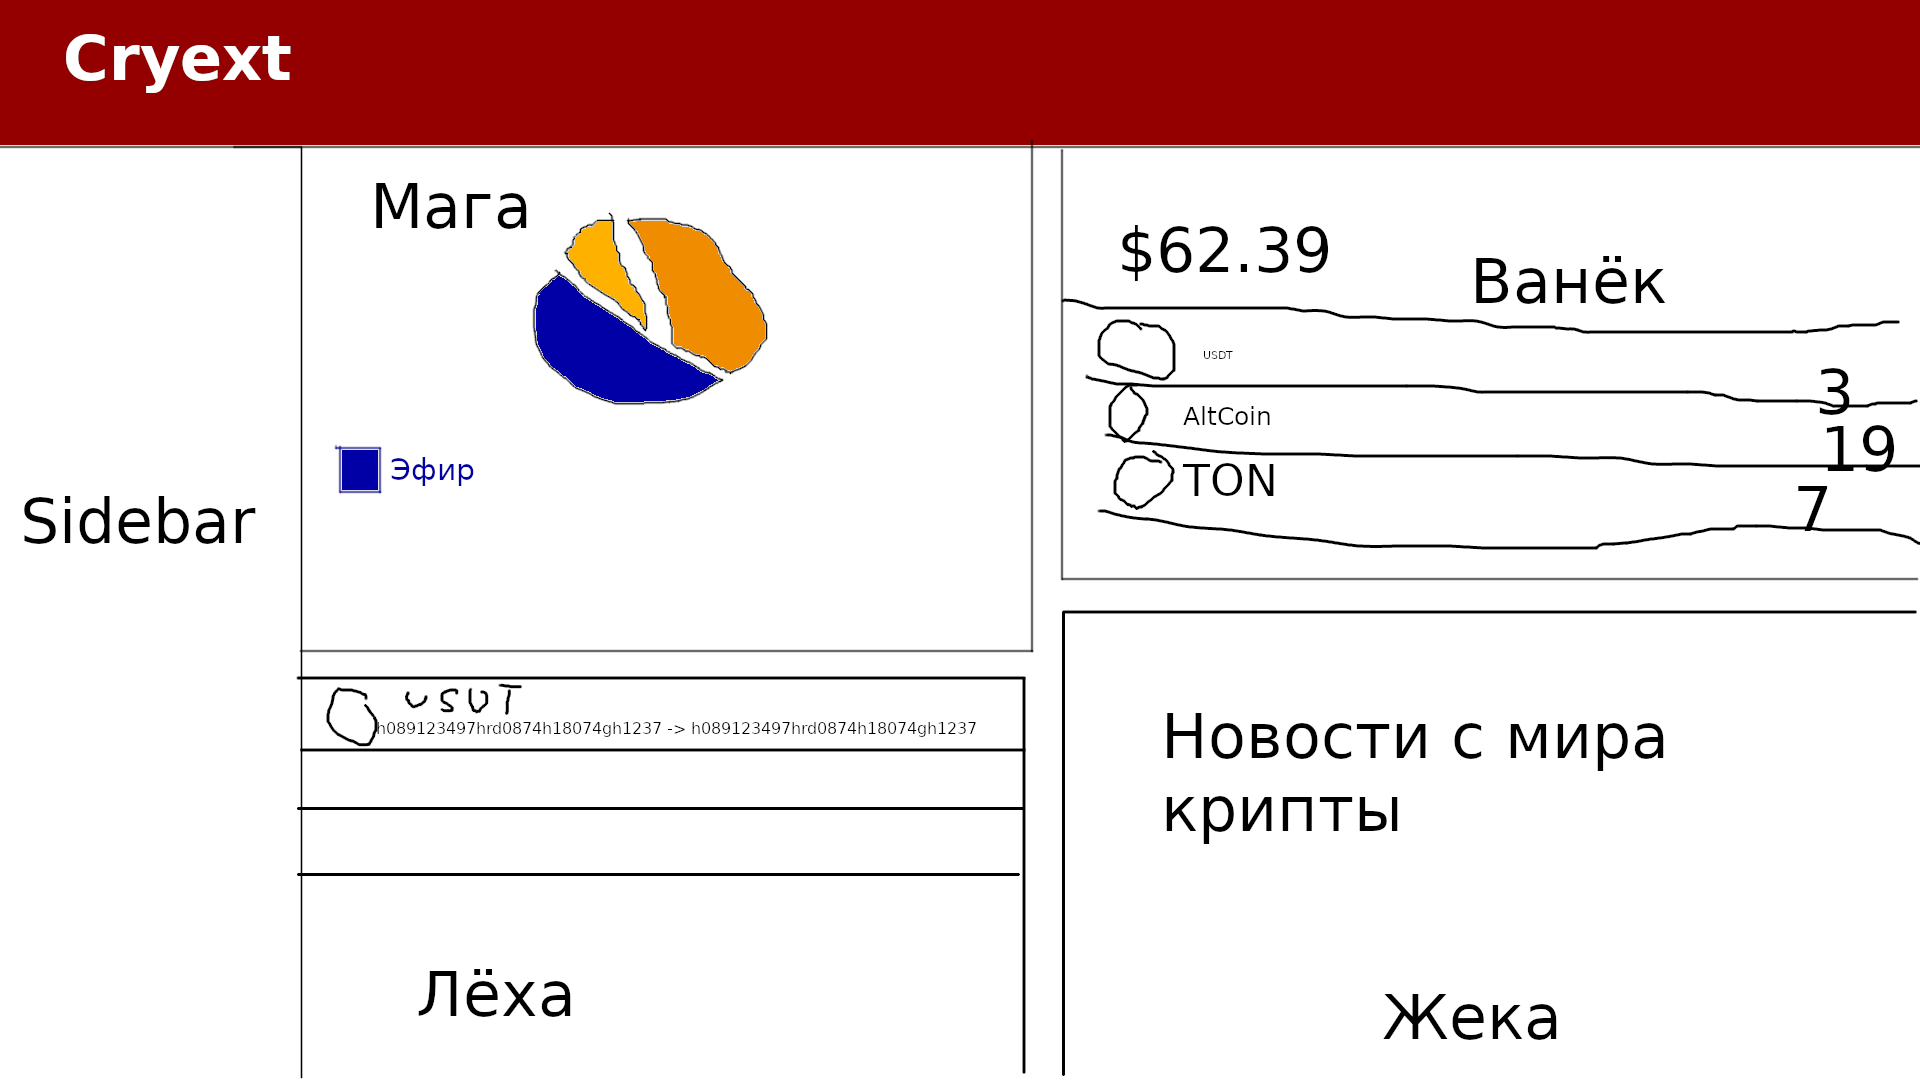 Cryext
Sidebar
Мага
Эфир
$62.39
Ванёк
USDT
3
AltCoin
19
TON
7
USDT
h089123497hrd0874h18074gh1237 -> h089123497hrd0874h18074gh1237
Лёха
Новости с мира
крипты
Жека